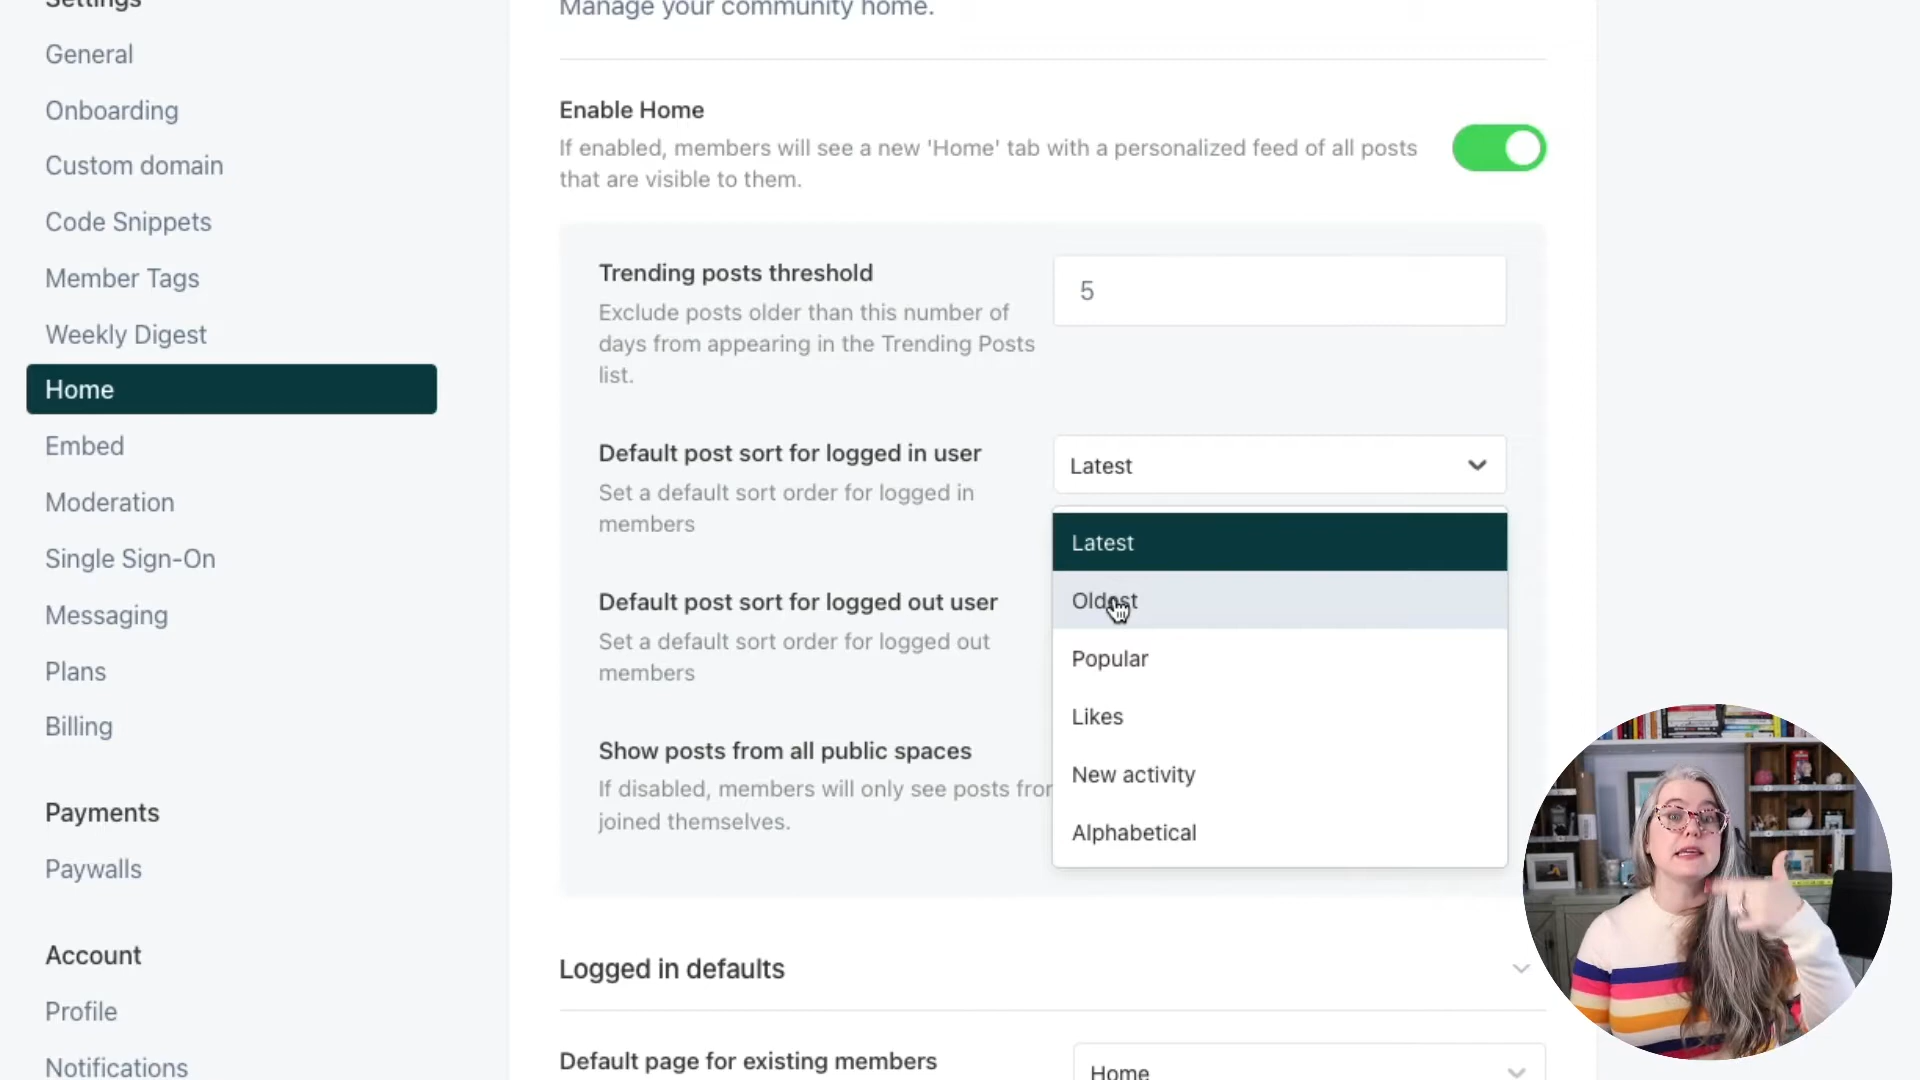 Settings
General
Onboarding
Custom domain
Code Snippets
Member Tags
Weekly Digest
Home
Embed
Moderation
Single Sign-On
Messaging
Plans
Billing
Payments
Paywalls
Account
Profile
Notifications
Manage your community home.
Enable Home
If enabled, members will see a new 'Home' tab with a personalized feed of all posts
that are visible to them.
Trending posts threshold
Exclude posts older than this number of
days from appearing in the Trending Posts
list.
5
Default post sort for logged in user
Set a default sort order for logged in
members
Latest
Latest
Oldest
Popular
Likes
New activity
Alphabetical
Default post sort for logged out user
Set a default sort order for logged out
members
Show posts from all public spaces
If disabled, members will only see posts from
joined themselves.
Logged in defaults
Default page for existing members
Home